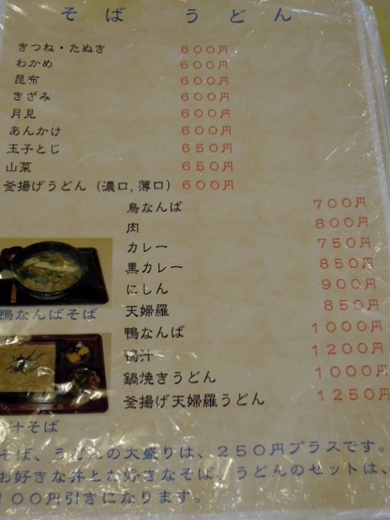 そば うどん
きつね・たぬき 600円
わかめ 600円
昆布 600円
きざみ 600円
月見 600円
あんかけ 600円
玉子とじ 650円
山菜 650円
釜揚げうどん（濃口,薄口）600円
鳥なんば 700円
肉 800円
カレー 750円
黒カレー 850円
にしん 900円
天婦羅 850円
鴨なんば 1000円
鴨汁 1200円
鍋焼きうどん 1000円
釜揚げ天婦羅うどん 1250円
鴨なんばそば
汁そば
そば、うどんの大盛りは、250円プラスです。
お好きな丼とお好きなそば、うどんのセットは、
100円引きになります。